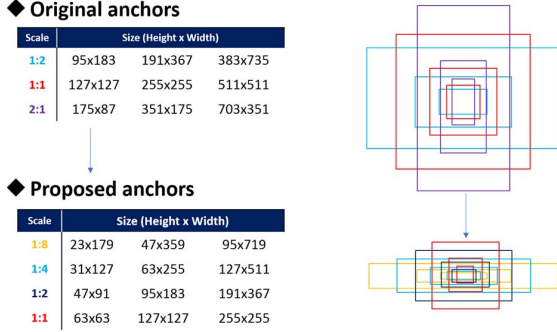 ◆ Original anchors
Scale Size (Height x Width)
1:2 95x183 191x367 383x735
1:1 127x127 255x255 511x511
2:1 175x87 351x175 703x351
◆ Proposed anchors
Scale Size (Height x Width)
1:8 23x179 47x359 95x719
1:4 31x127 63x255 127x511
1:2 47x91 95x183 191x367
1:1 63x63 127x127 255x255